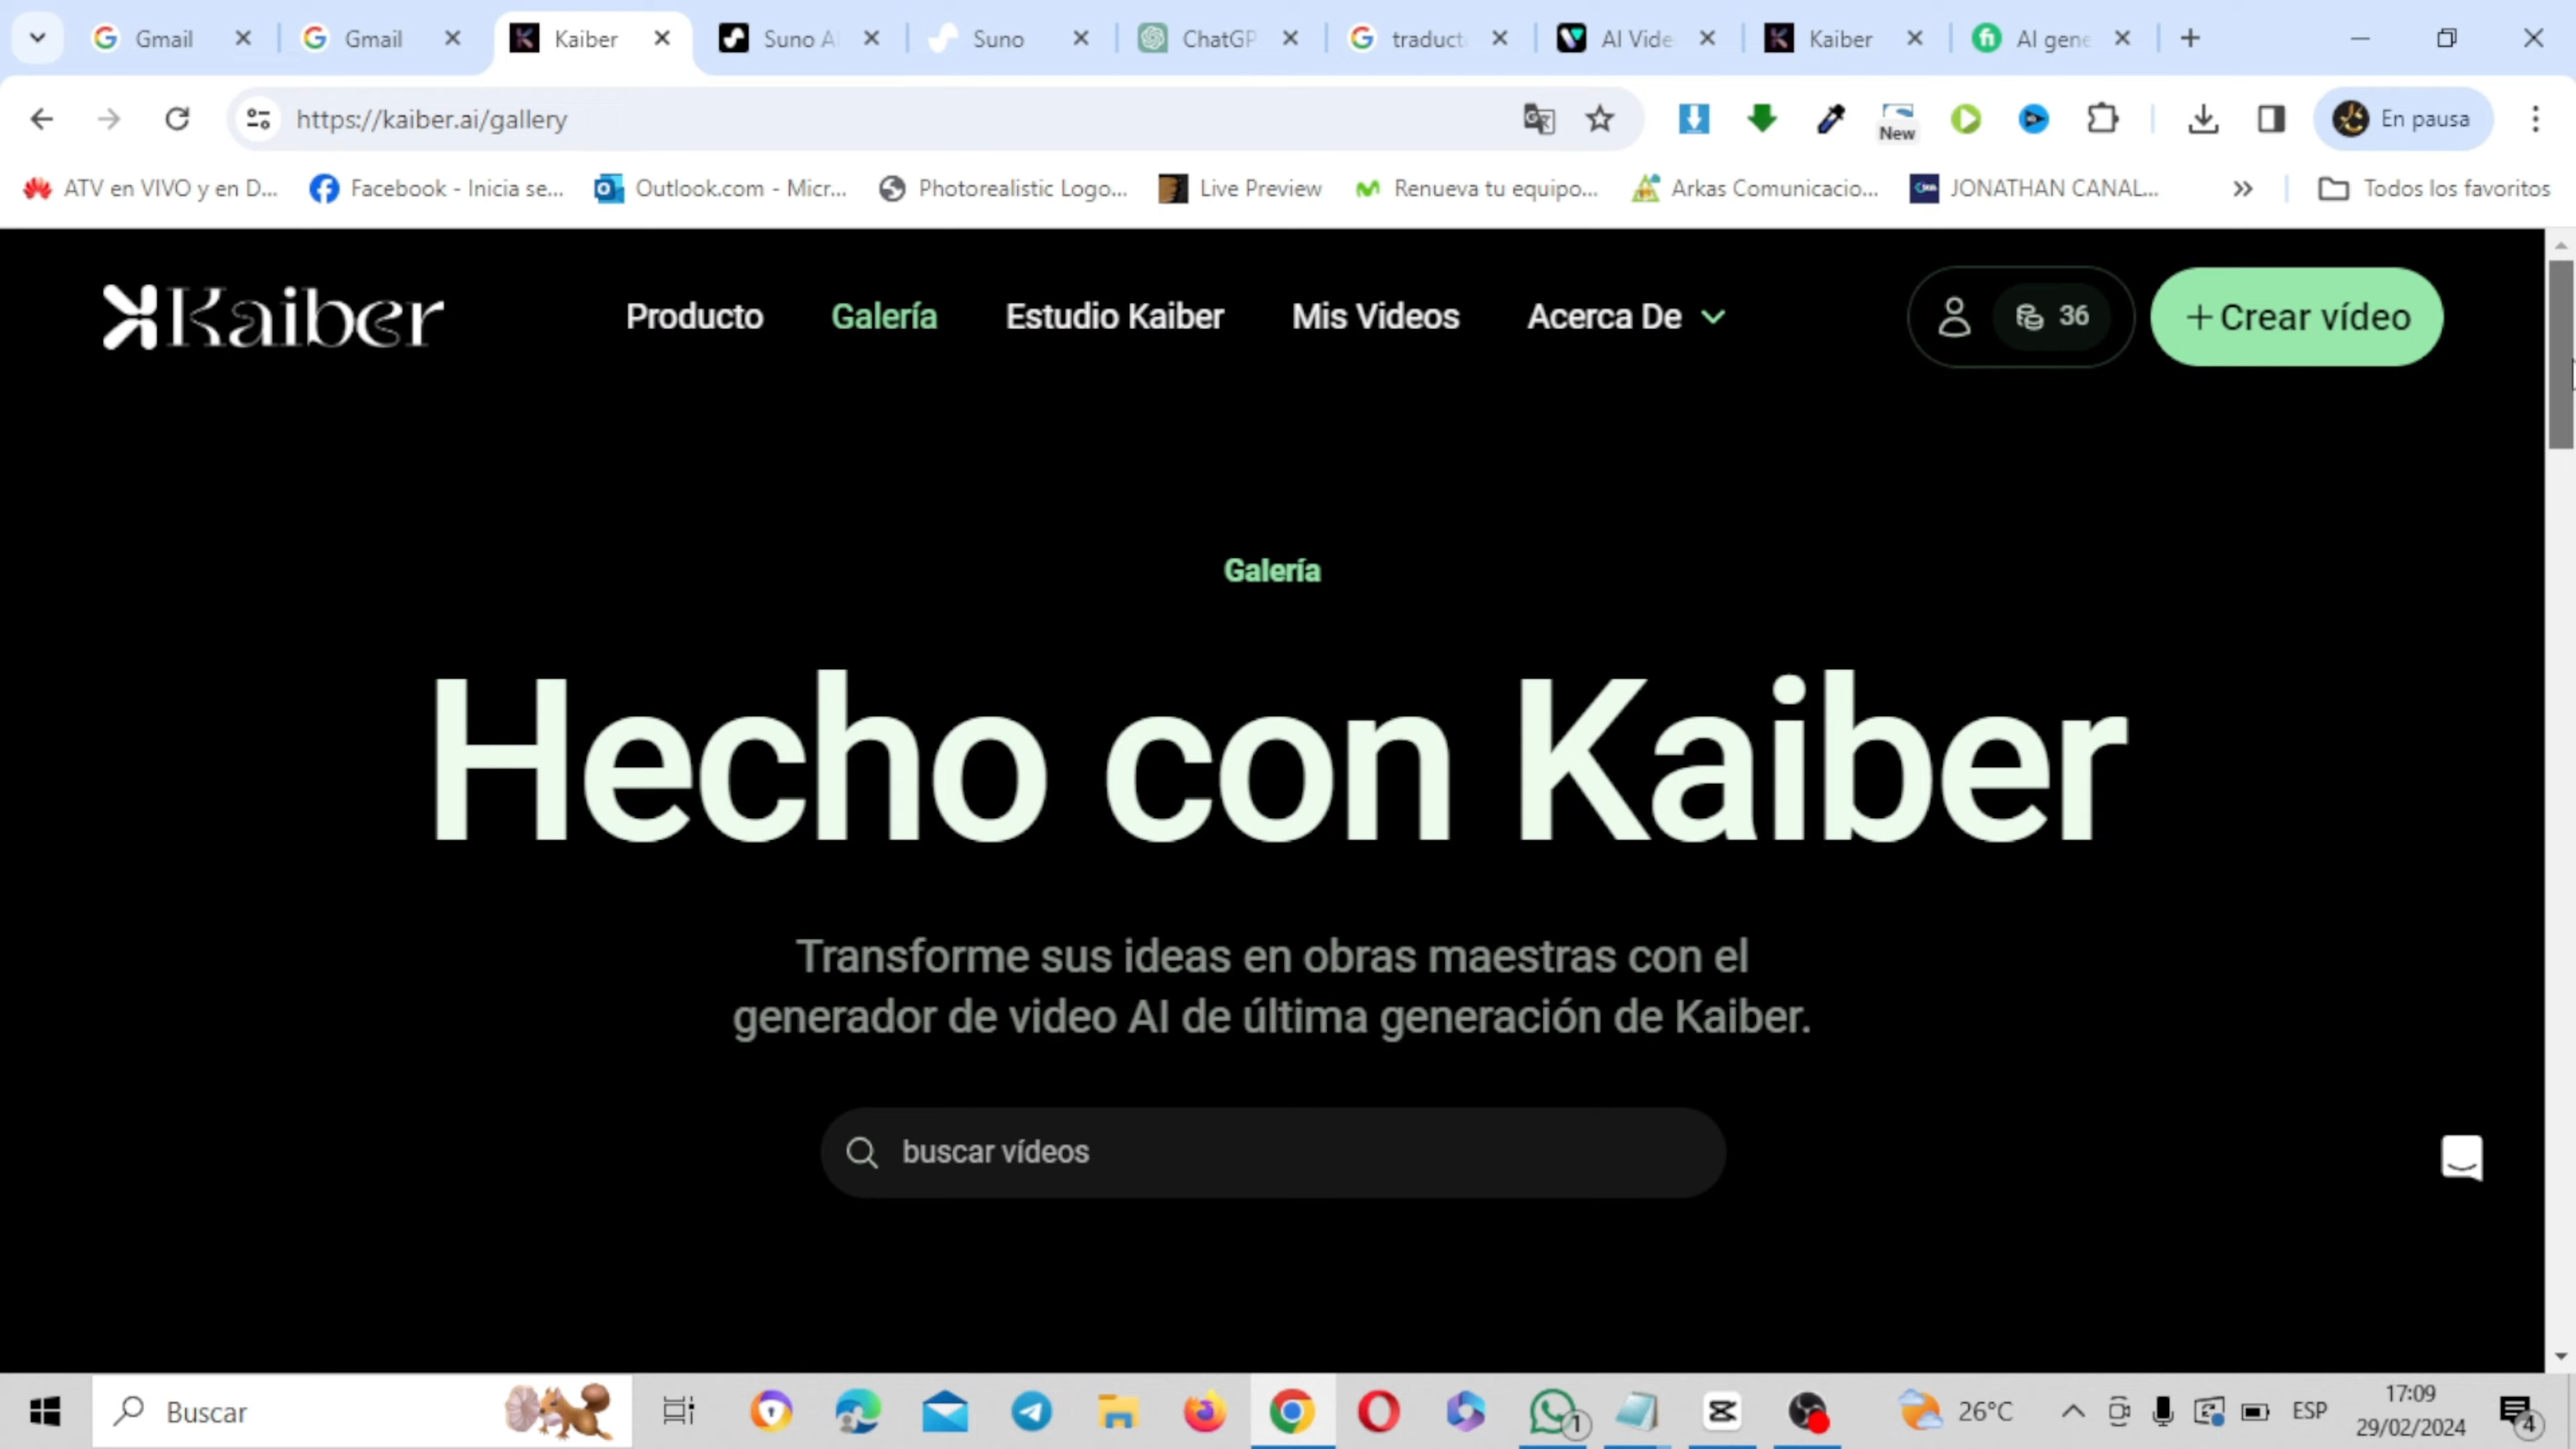 Gmail
Gmail
Kaiber
Suno A
Suno
ChatGP
traduct
AI Vide
Kaiber
AI gene
https://kaiber.ai/gallery
New
En pausa
ATV en VIVO y en D...
Facebook - Inicia se...
Outlook.com - Micr...
Photorealistic Logo...
Live Preview
Renueva tu equipo...
Arkas Comunicacio...
JONATHAN CANAL...
Todos los favoritos
Kaiber
Producto
Galería
Estudio Kaiber
Mis Videos
Acerca De
36
+Crear vídeo
Galería
Hecho con Kaiber
Transforme sus ideas en obras maestras con el
generador de video AI de última generación de Kaiber.
buscar vídeos
Buscar
1
26°C
ESP
17:09
29/02/2024
4